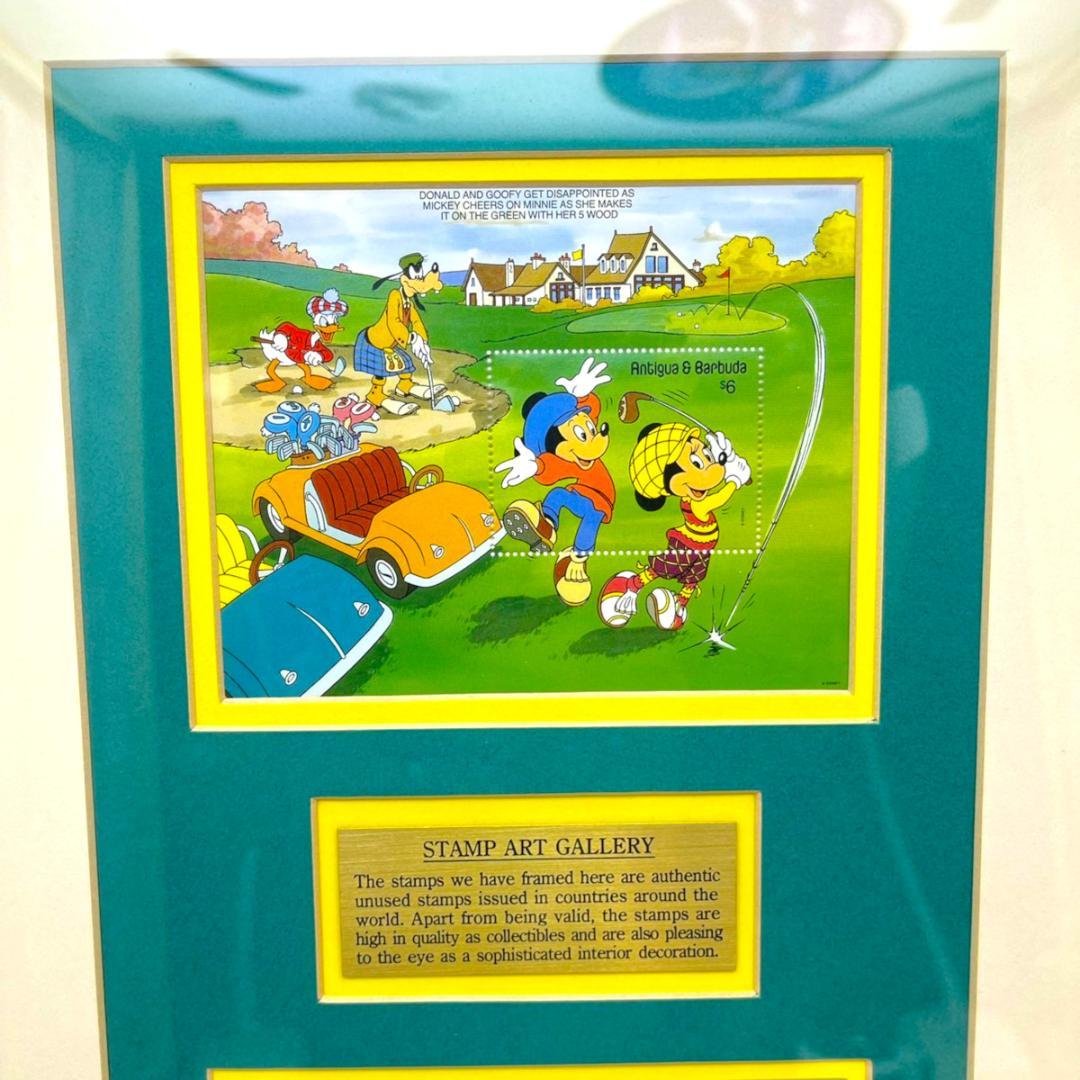 DONALD AND GOOFY GET DISAPPOINTED AS
MICKEY CHEERS ON MINNIE AS SHE MAKES
IT ON THE GREEN WITH HER 5 WOOD
Antigua & Barbuda
$6
STAMP ART GALLERY
The stamps we have framed here are authentic
unused stamps issued in countries around the
world. Apart from being valid, the stamps are
high in quality as collectibles and are also pleasing
to the eye as a sophisticated interior decoration.